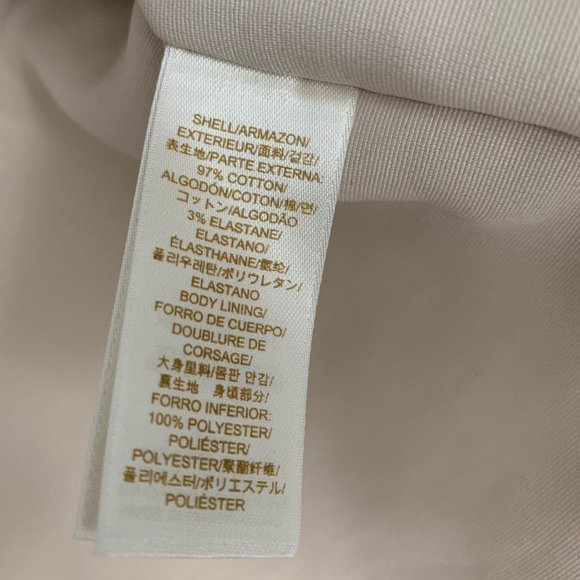 SHELL/ARMAZON/
EXTERIEUR/面料/겉감/
表生地/PARTE EXTERNA:
97% COTTON/
ALGODÓN/COTON/棉/면/
コットン/ALGODÃO
3% ELASTANE/
ELASTANO/
ÉLASTHANNE/氨纶/
폴리우레탄/ポリウレタン/
ELASTANO
BODY LINING/
FORRO DE CUERPO/
DOUBLURE DE
CORSAGE/
大身里料/몸판 안감/
裏生地 身頃部分/
FORRO INFERIOR:
100% POLYESTER/
POLIÉSTER/
POLYESTER/聚酯纤维/
폴리에스터/ポリエステル/
POLIÉSTER